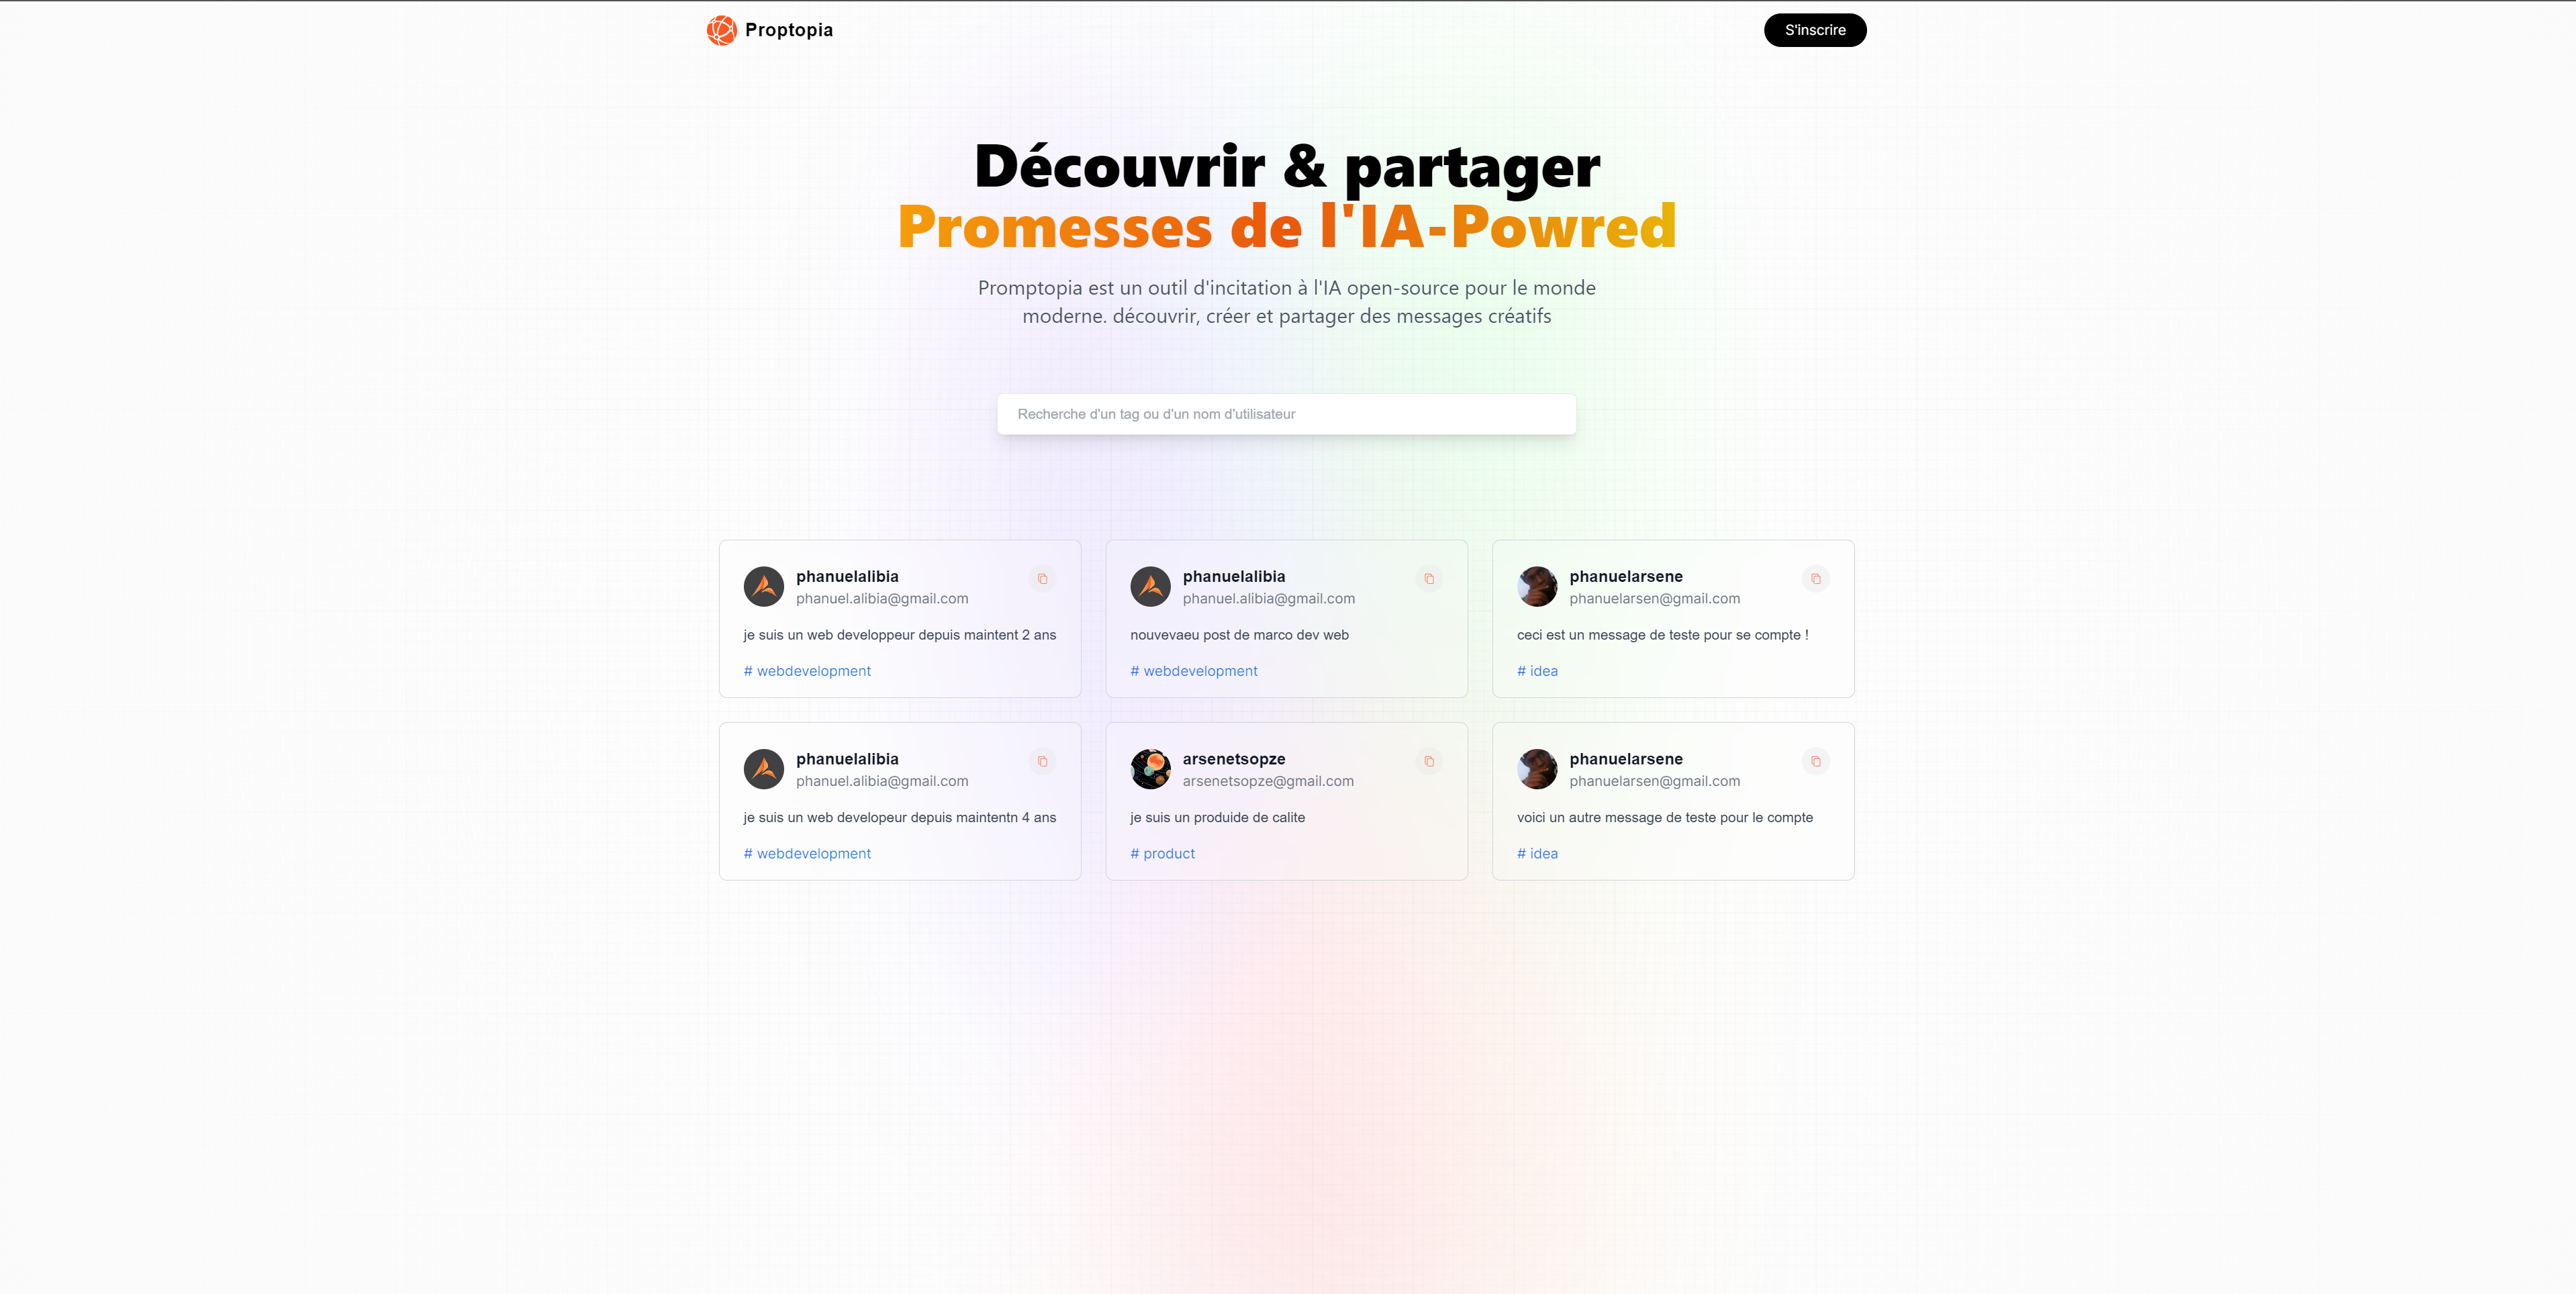 Proptopia
S'inscrire
Découvrir & partager
Promesses de l'IA-Powred
Promptopia est un outil d'incitation à l'IA open-source pour le monde
moderne. découvrir, créer et partager des messages créatifs
Recherche d'un tag ou d'un nom d'utilisateur
phanuelalibia
phanuel.alibia@gmail.com
je suis un web developpeur depuis maintent 2 ans
# webdevelopment
phanuelalibia
phanuel.alibia@gmail.com
nouvevaeu post de marco dev web
# webdevelopment
phanuelarsene
phanuelarsen@gmail.com
ceci est un message de teste pour se compte !
# idea
phanuelalibia
phanuel.alibia@gmail.com
je suis un web developeur depuis maintentn 4 ans
# webdevelopment
arsenetsopze
arsenetsopze@gmail.com
je suis un produide de calite
# product
phanuelarsene
phanuelarsen@gmail.com
voici un autre message de teste pour le compte
# idea